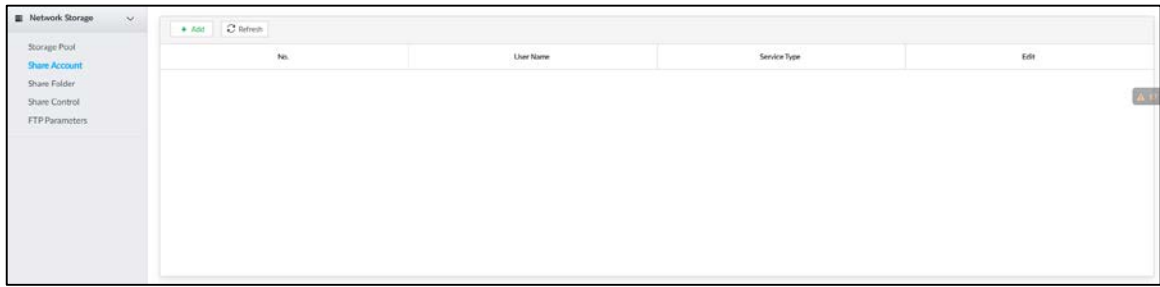 Network Storage
Storage Pool
Share Account
Share Folder
Share Control
FTP Parameters
+ Add Refresh
No. User Name Service Type Edit